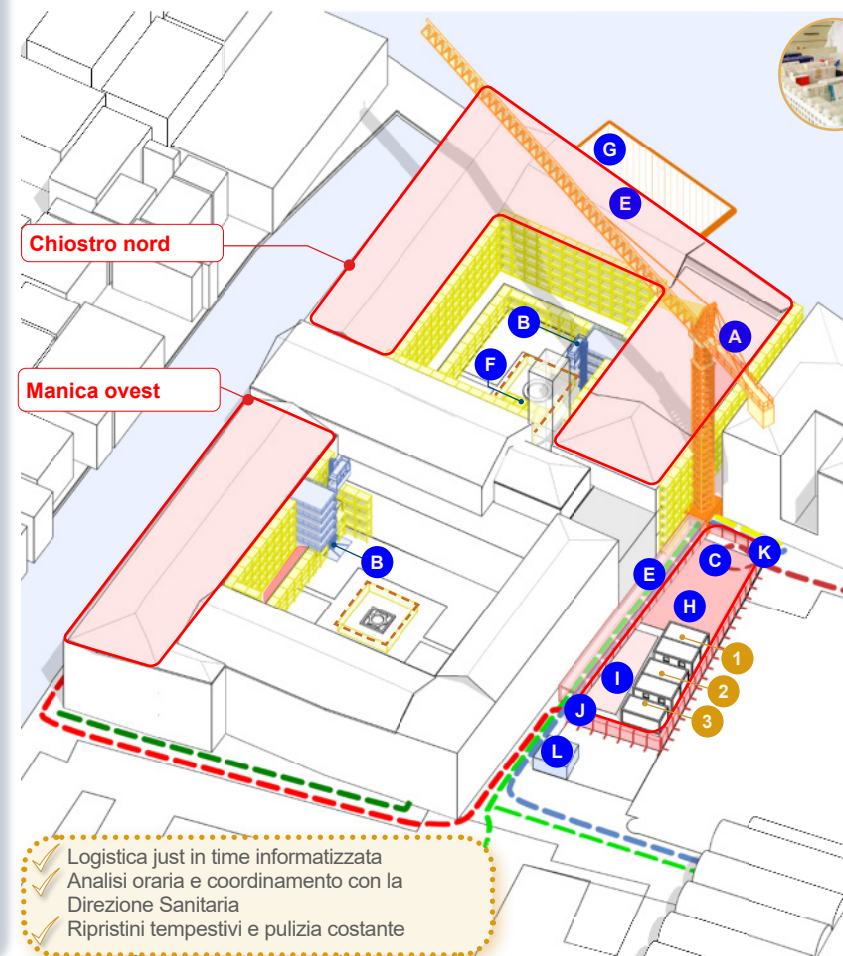 G
E
Chiostro nord
B
A
F
Manica ovest
K
C
B
E
H
1
I
2
3
J
L
Logistica just in time informatizzata
Analisi oraria e coordinamento con la
Direzione Sanitaria
Ripristini tempestivi e pulizia costante